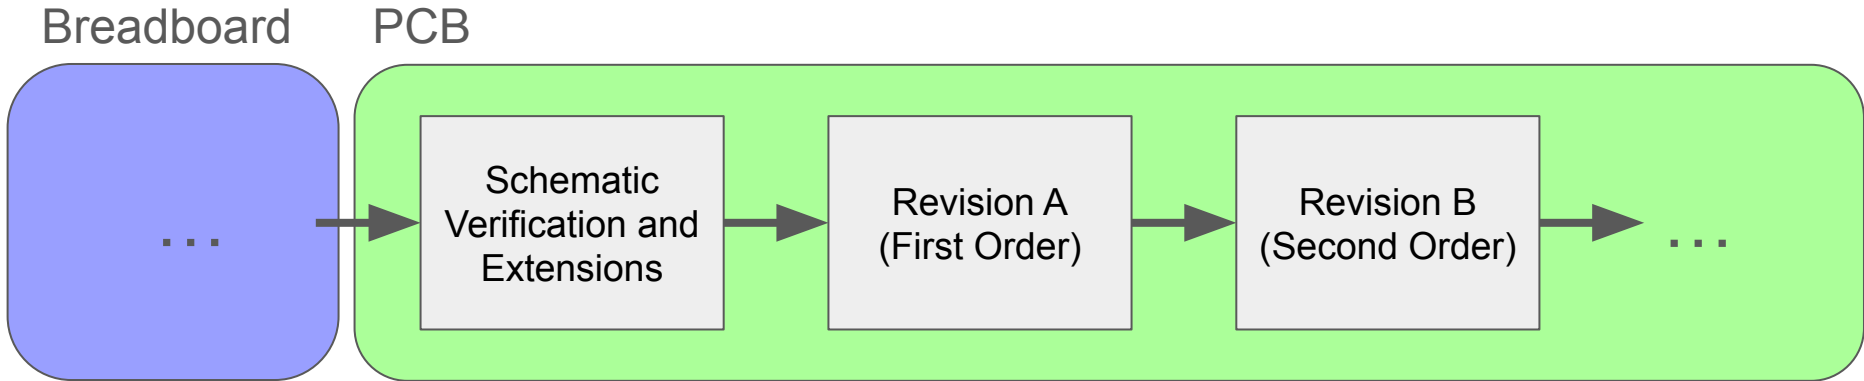 Breadboard
PCB
...
Schematic
Verification and
Extensions
Revision A
(First Order)
Revision B
(Second Order)
...